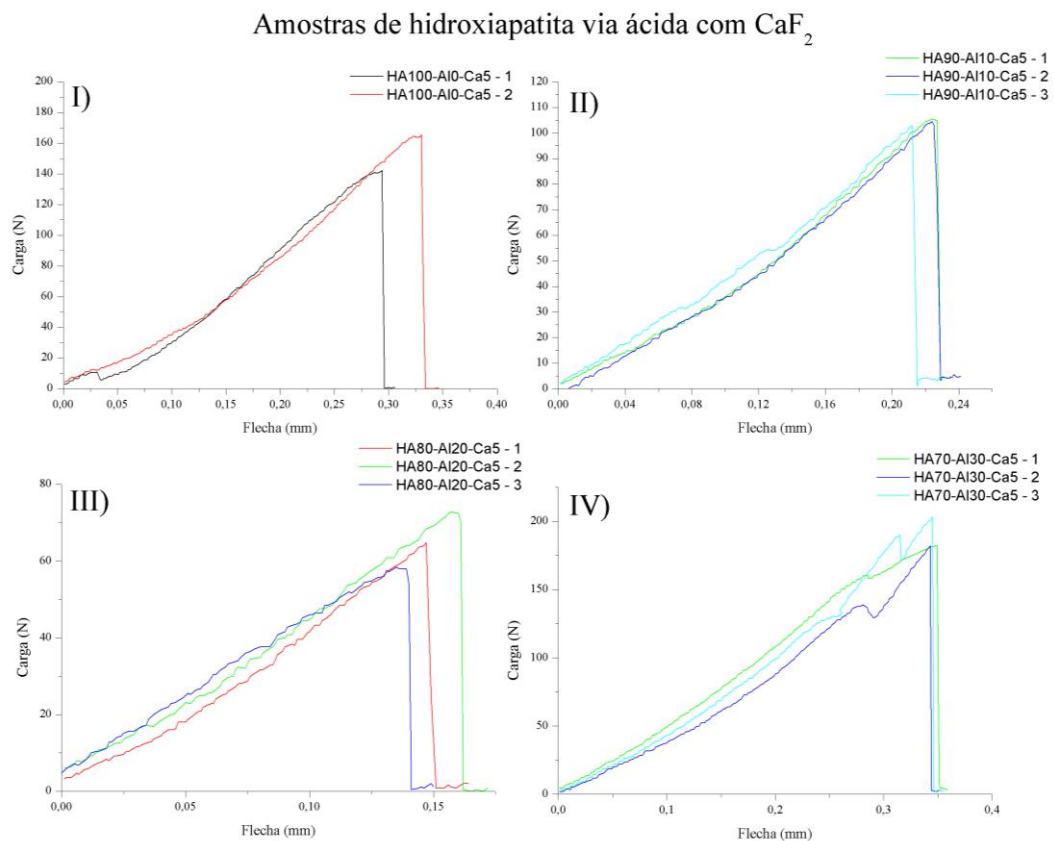 Amostras de hidroxiapatita via ácida com CaF2
I)
HA100-Al0-Ca5 - 1
HA100-Al0-Ca5 - 2
Carga (N)
200
180
160
140
120
100
80
60
40
20
0
0,00 0,05 0,10 0,15 0,20 0,25 0,30 0,35 0,40
Flecha (mm)
II)
HA90-Al10-Ca5 - 1
HA90-Al10-Ca5 - 2
HA90-Al10-Ca5 - 3
Carga (N)
120
110
100
90
80
70
60
50
40
30
20
10
0
0,00 0,04 0,08 0,12 0,16 0,20 0,24
Flecha (mm)
III)
HA80-Al20-Ca5 - 1
HA80-Al20-Ca5 - 2
HA80-Al20-Ca5 - 3
Carga (N)
80
60
40
20
0
0,00 0,05 0,10 0,15
Flecha (mm)
IV)
HA70-Al30-Ca5 - 1
HA70-Al30-Ca5 - 2
HA70-Al30-Ca5 - 3
Carga (N)
200
150
100
50
0
0,0 0,1 0,2 0,3 0,4
Flecha (mm)